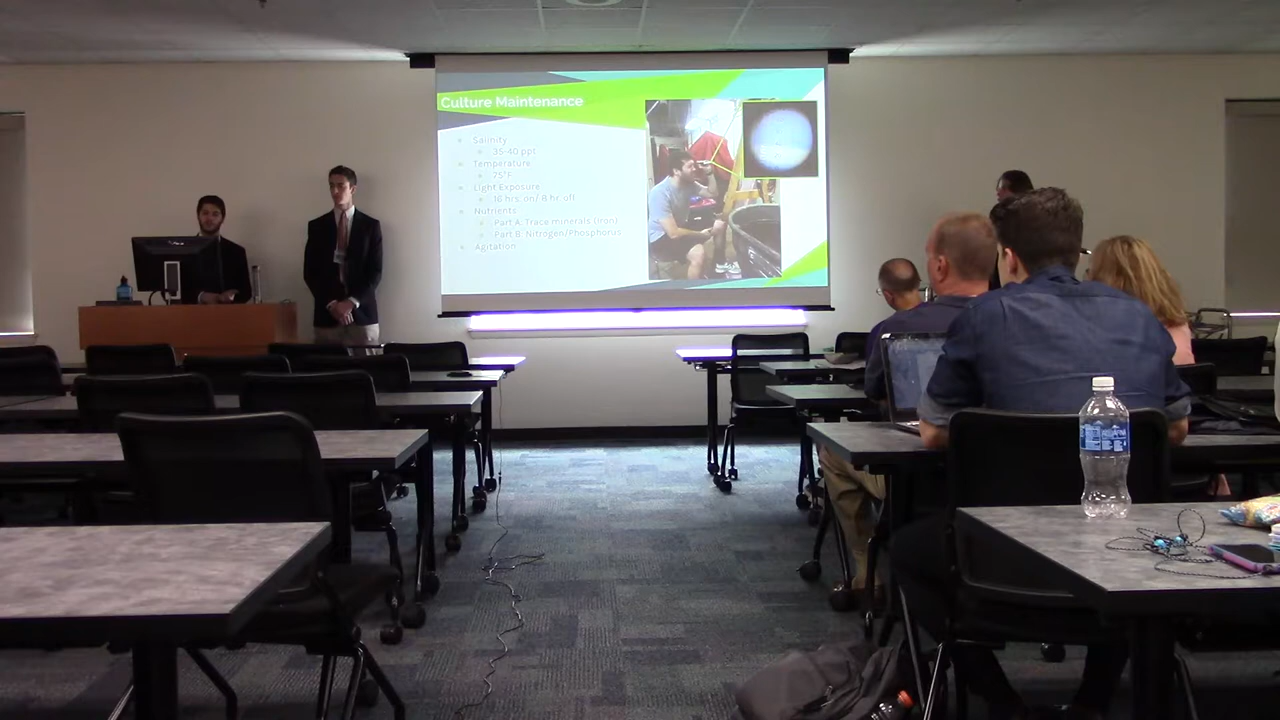 Culture Maintenance
Salinity
35-40 ppt
Temperature
75°F
Light Exposure
16 hrs. on/ 8 hr. off
Nutrients
Part A. Trace minerals (Iron)
Part B. Nitrogen/Phosphorus
Agitation